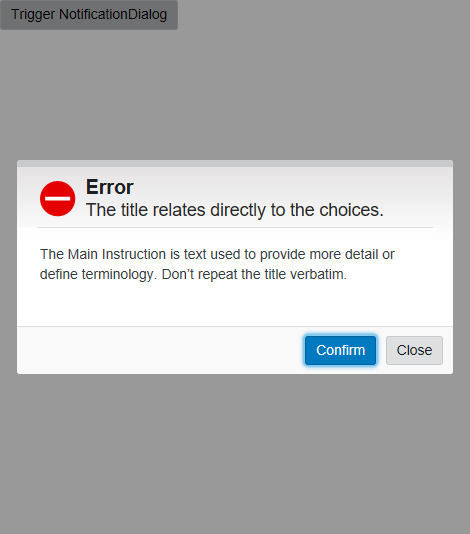 Trigger NotificationDialog
Error
The title relates directly to the choices.
The Main Instruction is text used to provide more detail or
define terminology. Don’t repeat the title verbatim.
Confirm Close